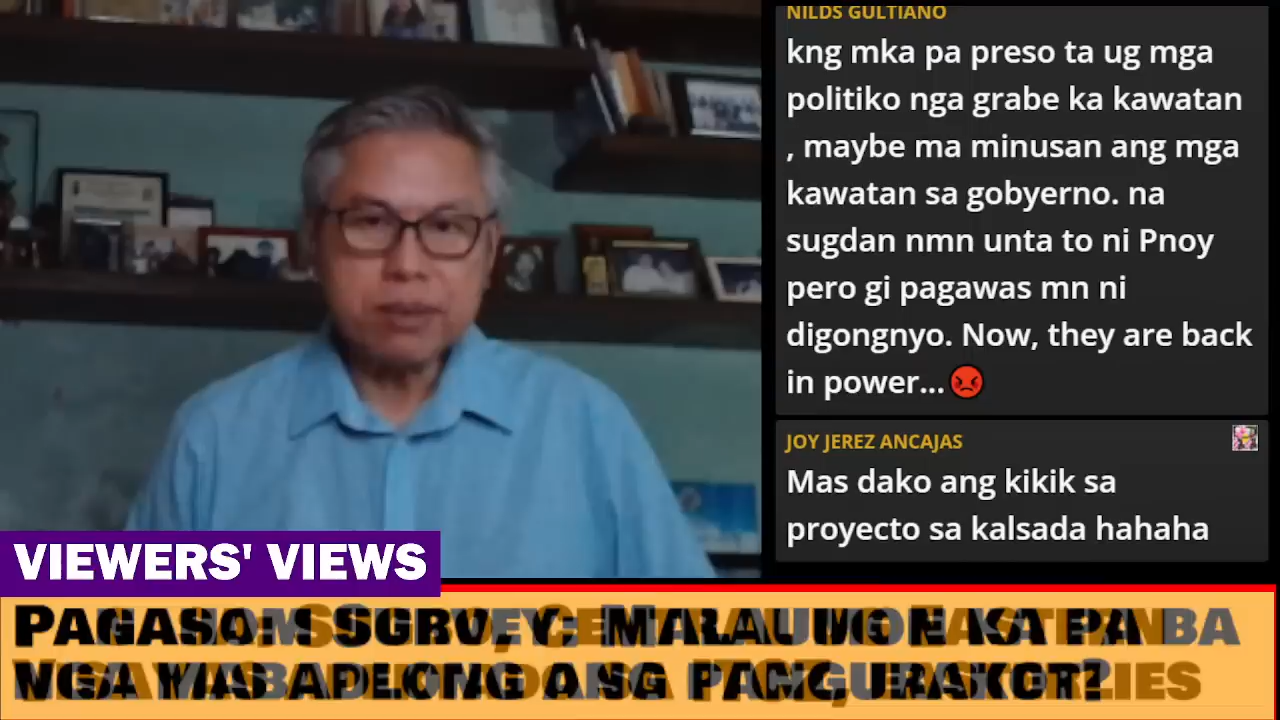 NILDS GULTIANO
kng mka pa preso ta ug mga
politiko nga grabe ka kawatan
, maybe ma minusan ang mga
kawatan sa gobyerno. na
sugdan nmn unta to ni Pnoy
pero gi pagawas mn ni
digongnyo. Now, they are back
in power...😡
JOY JEREZ ANCAJAS
Mas dako ang kikik sa
proyecto sa kalsada hahaha
VIEWERS' VIEWS